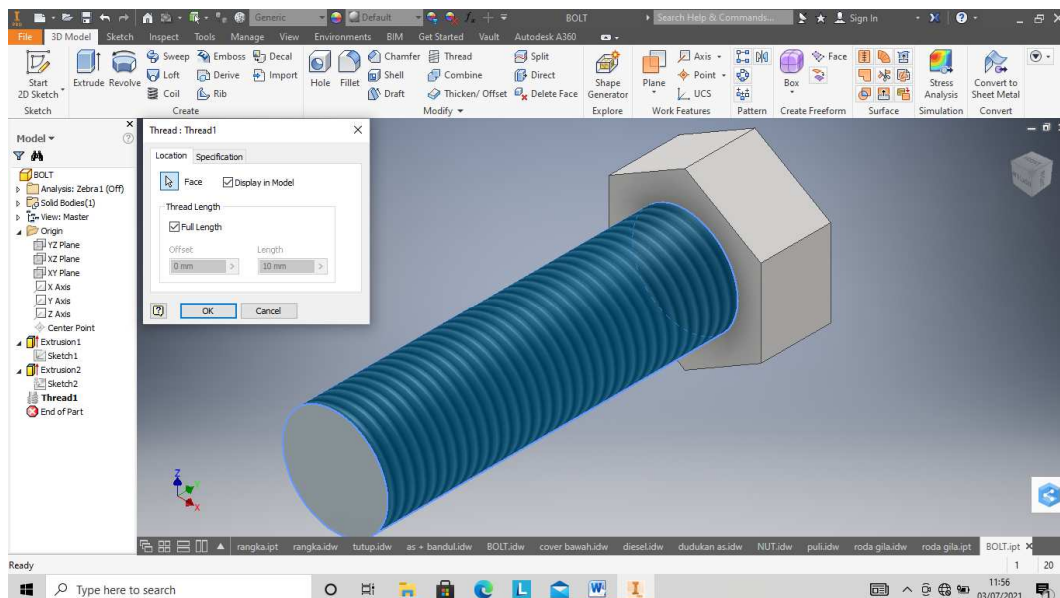 PRO
Generic
Default
BOLT
Search Help & Commands...
Sign In
File 3D Model Sketch Inspect Tools Manage View Environments BIM Get Started Vault Autodesk A360
Start
2D Sketch
Extrude Revolve
Sweep Emboss Decal
Loft Derive Import
Coil Rib
Hole Fillet
Chamfer Thread Split
Shell Combine Direct
Draft Thicken/ Offset Delete Face
Shape
Generator
Plane
Axis
Point
UCS
Box
Face
Stress
Analysis
Convert to
Sheet Metal
Sketch Create Modify Explore Work Features Pattern Create Freeform Surface Simulation Convert
Model
BOLT
Analysis: Zebra1 (Off)
Solid Bodies(1)
View: Master
Origin
YZ Plane
XZ Plane
XY Plane
X Axis
Y Axis
Z Axis
Center Point
Extrusion1
Sketch1
Extrusion2
Sketch2
Thread1
End of Part
Thread : Thread1
Location Specification
Face Display in Model
Thread Length
Full Length
Offset Length
0 mm > 10 mm >
OK Cancel
Z
X
rangka.ipt rangka.idw tutup.idw as + bandul.idw BOLT.idw cover bawah.idw diesel.idw dudukan as.idw NUT.idw puli.idw roda gila.idw roda gila.ipt BOLT.ipt
Ready
1 20
Type here to search
11:56
03/07/2021